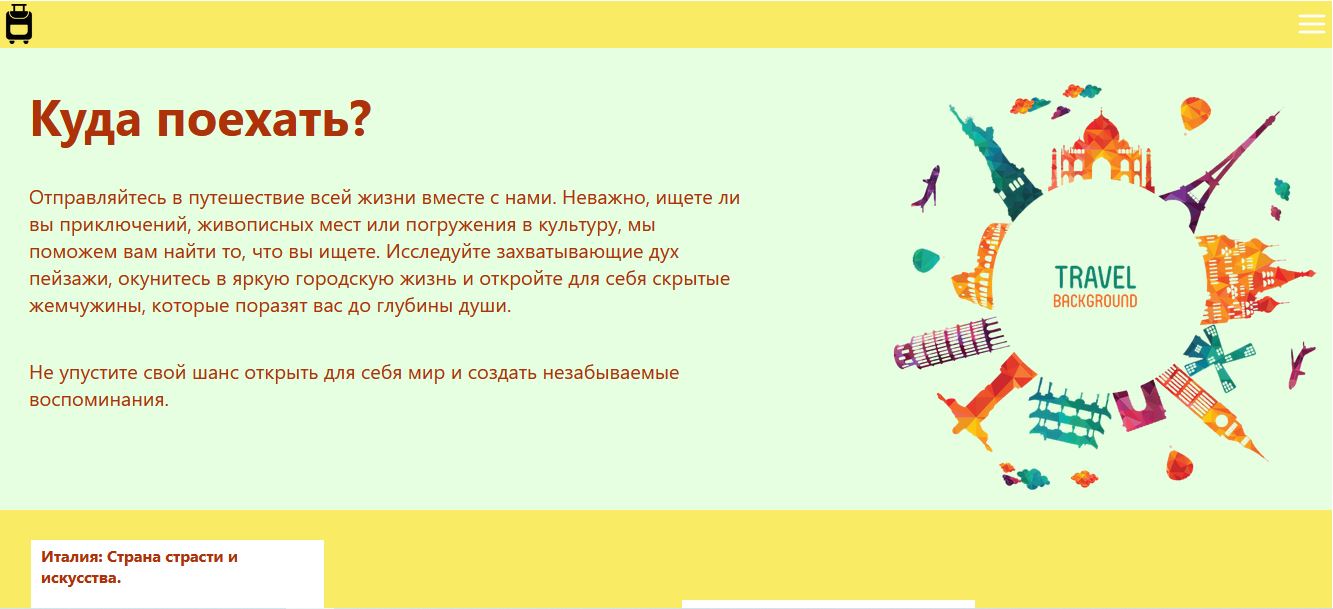 Куда поехать?
Отправляйтесь в путешествие всей жизни вместе с нами. Неважно, ищете ли
вы приключений, живописных мест или погружения в культуру, мы
поможем вам найти то, что вы ищете. Исследуйте захватывающие дух
пейзажи, окунитесь в яркую городскую жизнь и откройте для себя скрытые
жемчужины, которые поразят вас до глубины души.
Не упустите свой шанс открыть для себя мир и создать незабываемые
воспоминания.
TRAVEL
BACKGROUND
Италия: Страна страсти и
искусства.